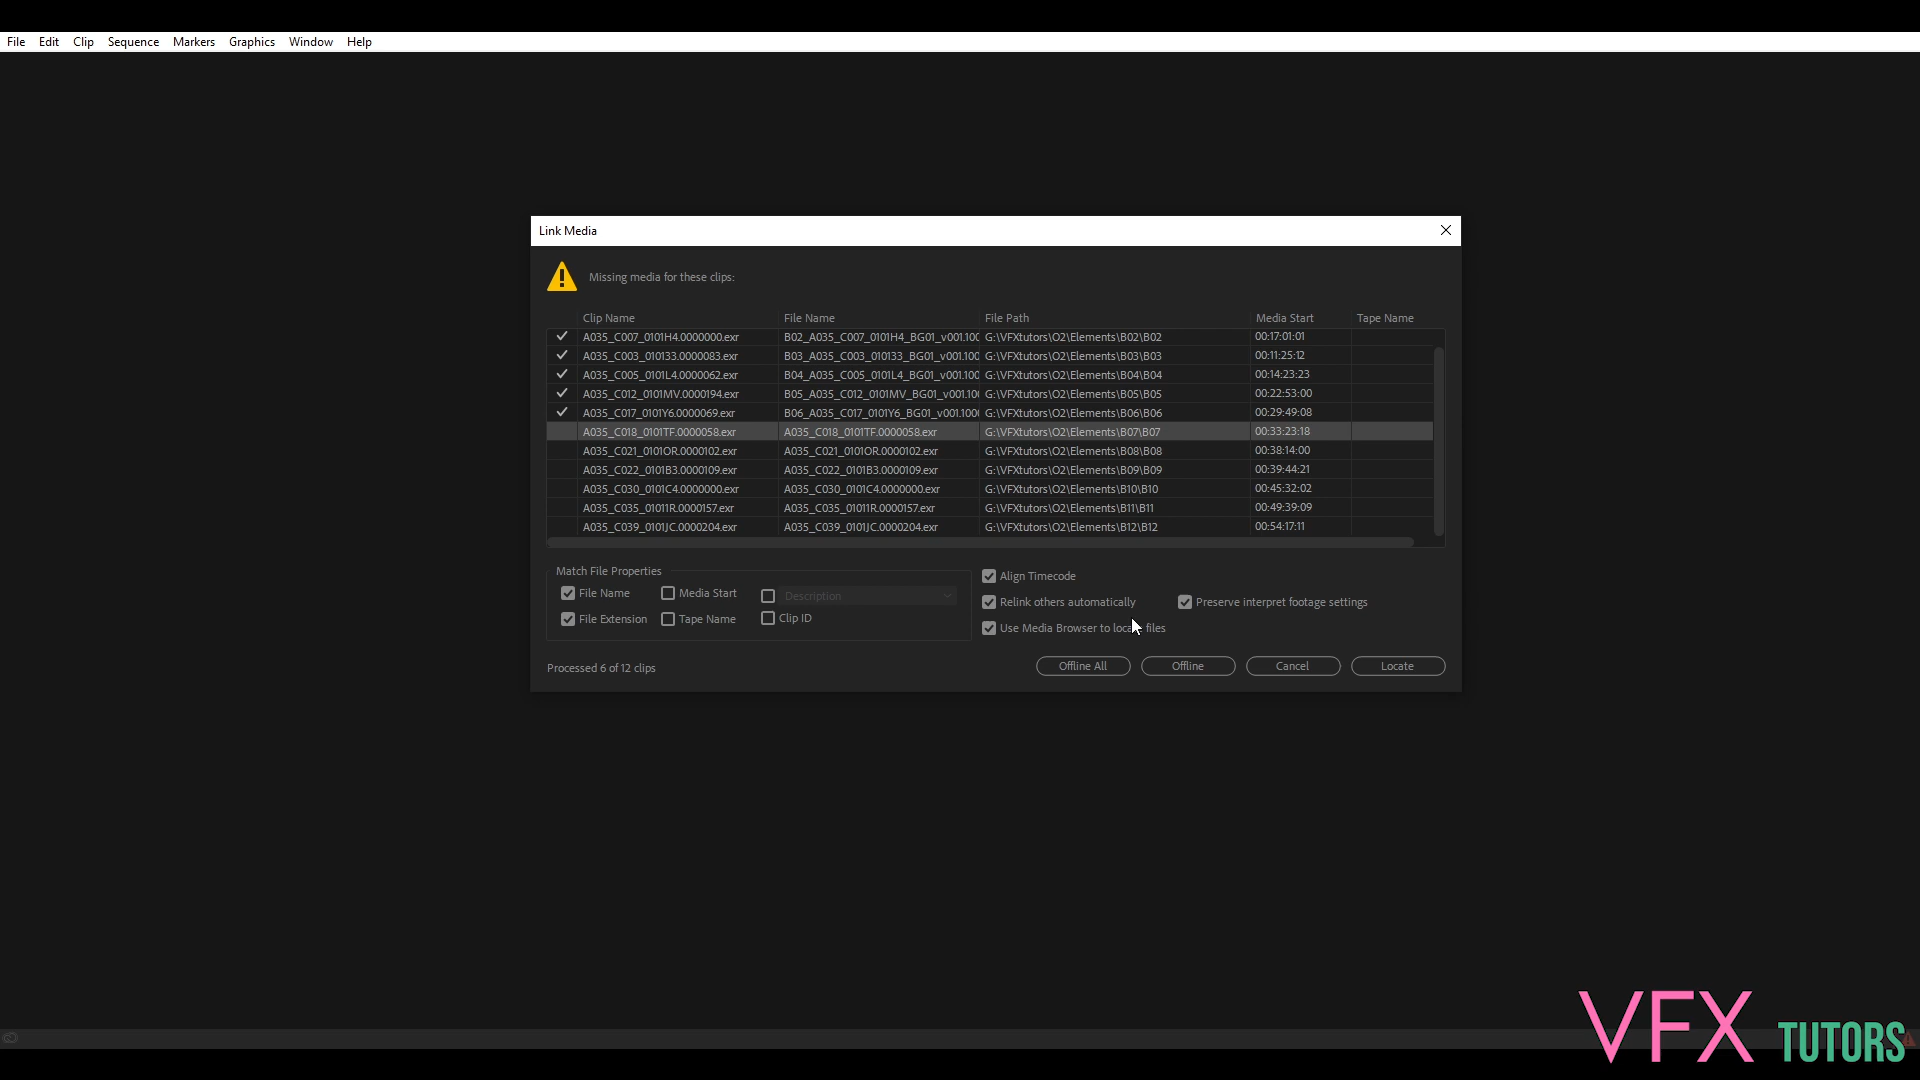 File Edit Clip Sequence Markers Graphics Window Help
Link Media
Missing media for these clips:
Clip Name File Name File Path Media Start Tape Name
A035_C007_0101H4.0000000.exr B02_A035_C007_0101H4_BG01_v001.100 G:\VFXtutors\O2\Elements\B02\B02 00:17:01:01
A035_C003_010133.0000083.exr B03_A035_C003_010133_BG01_v001.100 G:\VFXtutors\O2\Elements\B03\B03 00:11:25:12
A035_C005_0101L4.0000062.exr B04_A035_C005_0101L4_BG01_v001.100 G:\VFXtutors\O2\Elements\B04\B04 00:14:23:23
A035_C012_0101MV.0000194.exr B05_A035_C012_0101MV_BG01_v001.10 G:\VFXtutors\O2\Elements\B05\B05 00:22:53:00
A035_C017_0101Y6.0000069.exr B06_A035_C017_0101Y6_BG01_v001.100 G:\VFXtutors\O2\Elements\B06\B06 00:29:49:08
A035_C018_0101TF.0000058.exr A035_C018_0101TF.0000058.exr G:\VFXtutors\O2\Elements\B07\B07 00:33:23:18
A035_C021_0101OR.0000102.exr A035_C021_0101OR.0000102.exr G:\VFXtutors\O2\Elements\B08\B08 00:38:14:00
A035_C022_0101B3.0000109.exr A035_C022_0101B3.0000109.exr G:\VFXtutors\O2\Elements\B09\B09 00:39:44:21
A035_C030_0101C4.0000000.exr A035_C030_0101C4.0000000.exr G:\VFXtutors\O2\Elements\B10\B10 00:45:32:02
A035_C035_01011R.0000157.exr A035_C035_01011R.0000157.exr G:\VFXtutors\O2\Elements\B11\B11 00:49:39:09
A035_C039_0101JC.0000204.exr A035_C039_0101JC.0000204.exr G:\VFXtutors\O2\Elements\B12\B12 00:54:17:11
Match File Properties
Align Timecode
File Name Media Start Description
Relink others automatically Preserve interpret footage settings
File Extension Tape Name Clip ID
Use Media Browser to files
Processed 6 of 12 clips
Offline All Offline Cancel Locate
VFX TUTORS